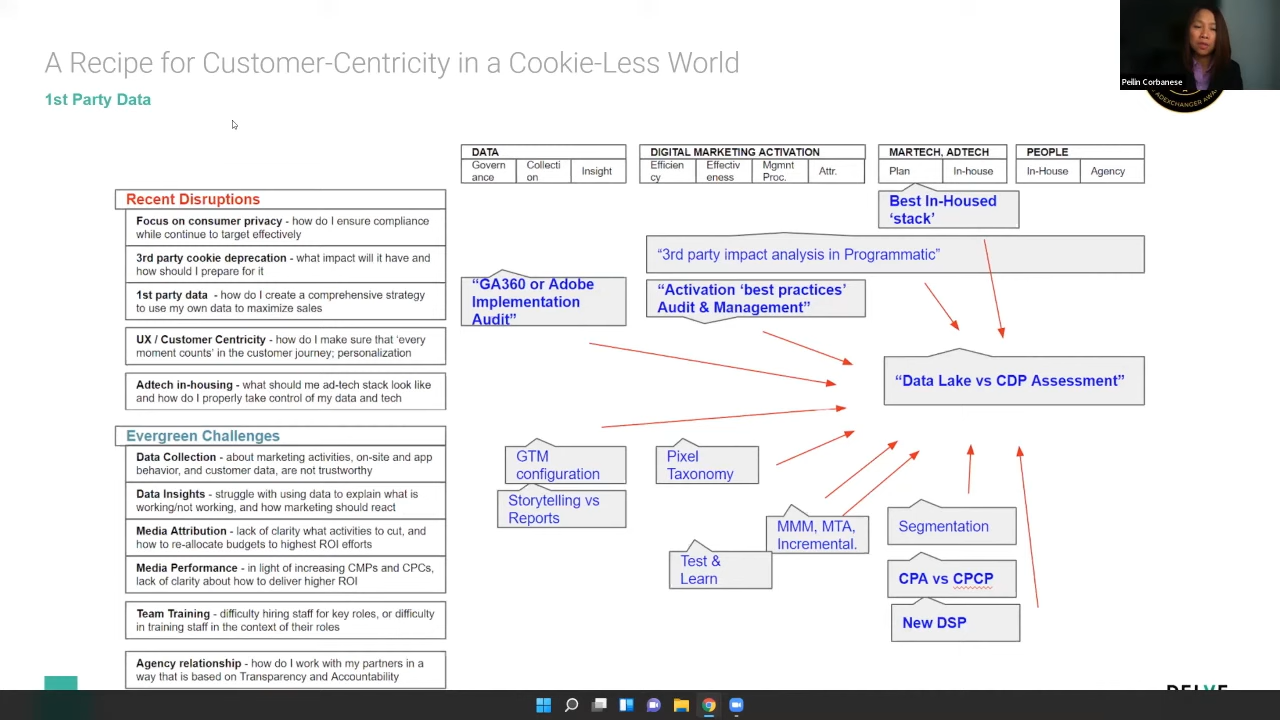 A Recipe for Customer-Centricity in a Cookie-Less World
1st Party Data
Peilin Corbanese
DATA
Govern
ance
Collecti
on
Insight
DIGITAL MARKETING ACTIVATION
Efficien
cy
Effectiv
eness
Mgmnt
Proc.
Attr.
MARTECH, ADTECH
Plan
In-house
PEOPLE
In-House
Agency
Recent Disruptions
Focus on consumer privacy - how do I ensure compliance
while continue to target effectively
3rd party cookie deprecation - what impact will it have and
how should I prepare for it
1st party data - how do I create a comprehensive strategy
to use my own data to maximize sales
UX / Customer Centricity - how do I make sure that ‘every
moment counts’ in the customer journey; personalization
Adtech in-housing - what should me ad-tech stack look like
and how do I properly take control of my data and tech
Evergreen Challenges
Data Collection - about marketing activities, on-site and app
behavior, and customer data, are not trustworthy
Data Insights - struggle with using data to explain what is
working/not working, and how marketing should react
Media Attribution - lack of clarity what activities to cut, and
how to re-allocate budgets to highest ROI efforts
Media Performance - in light of increasing CMPs and CPCs,
lack of clarity about how to deliver higher ROI
Team Training - difficulty hiring staff for key roles, or difficulty
in training staff in the context of their roles
Agency relationship - how do I work with my partners in a
way that is based on Transparency and Accountability
Best In-Housed
‘stack’
“3rd party impact analysis in Programmatic”
“GA360 or Adobe
Implementation
Audit”
“Activation ‘best practices’
Audit & Management”
“Data Lake vs CDP Assessment”
GTM
configuration
Pixel
Taxonomy
Storytelling vs
Reports
MMM, MTA,
Incremental.
Segmentation
Test &
Learn
CPA vs CPCP
New DSP